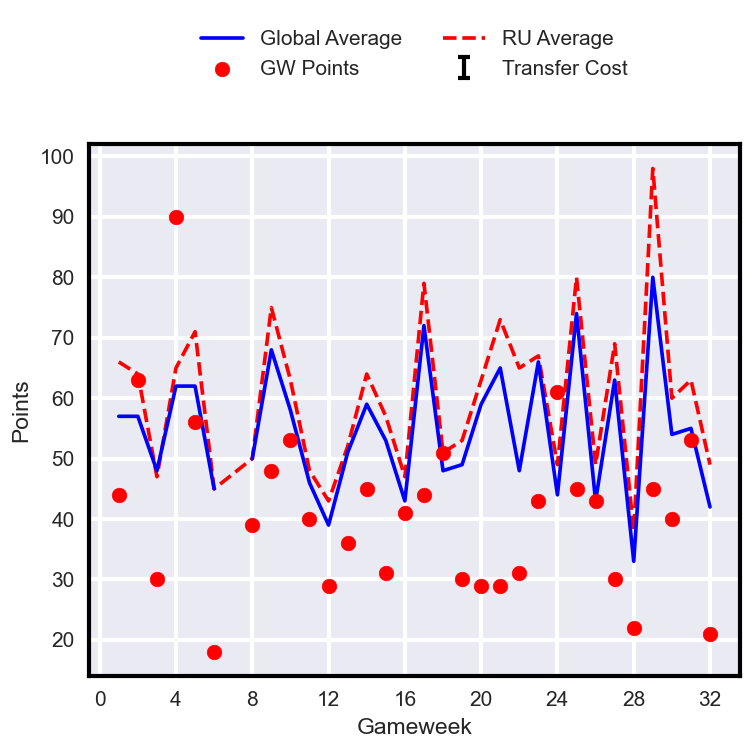 Global Average
RU Average
GW Points
Transfer Cost
100
90
80
70
60
50
40
30
20
Points
0 4 8 12 16 20 24 28 32
Gameweek